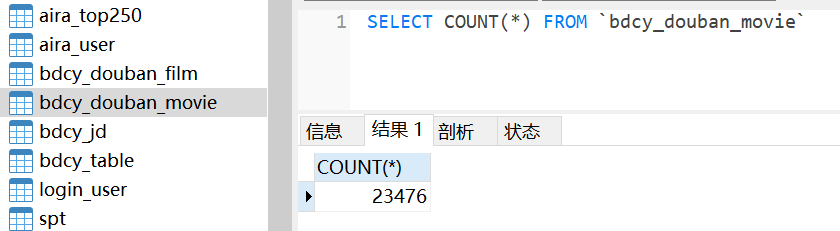 aira_top250
aira_user
bdcy_douban_film
bdcy_douban_movie
bdcy_jd
bdcy_table
login_user
spt
1 SELECT COUNT(*) FROM `bdcy_douban_movie`
信息 结果 1 剖析 状态
COUNT(*)
23476